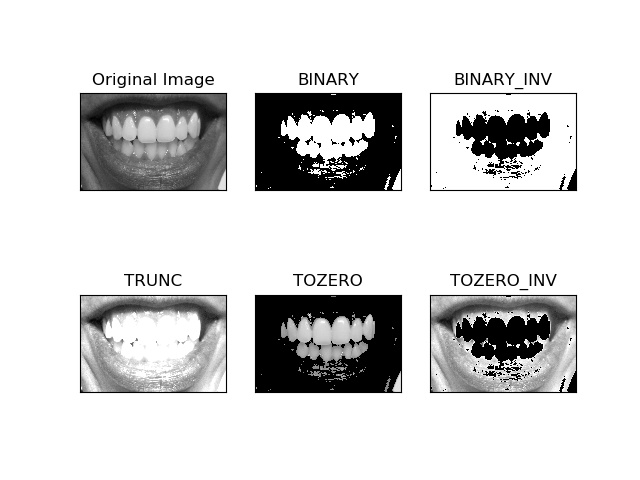 Original Image
BINARY
BINARY_INV
TRUNC
TOZERO
TOZERO_INV